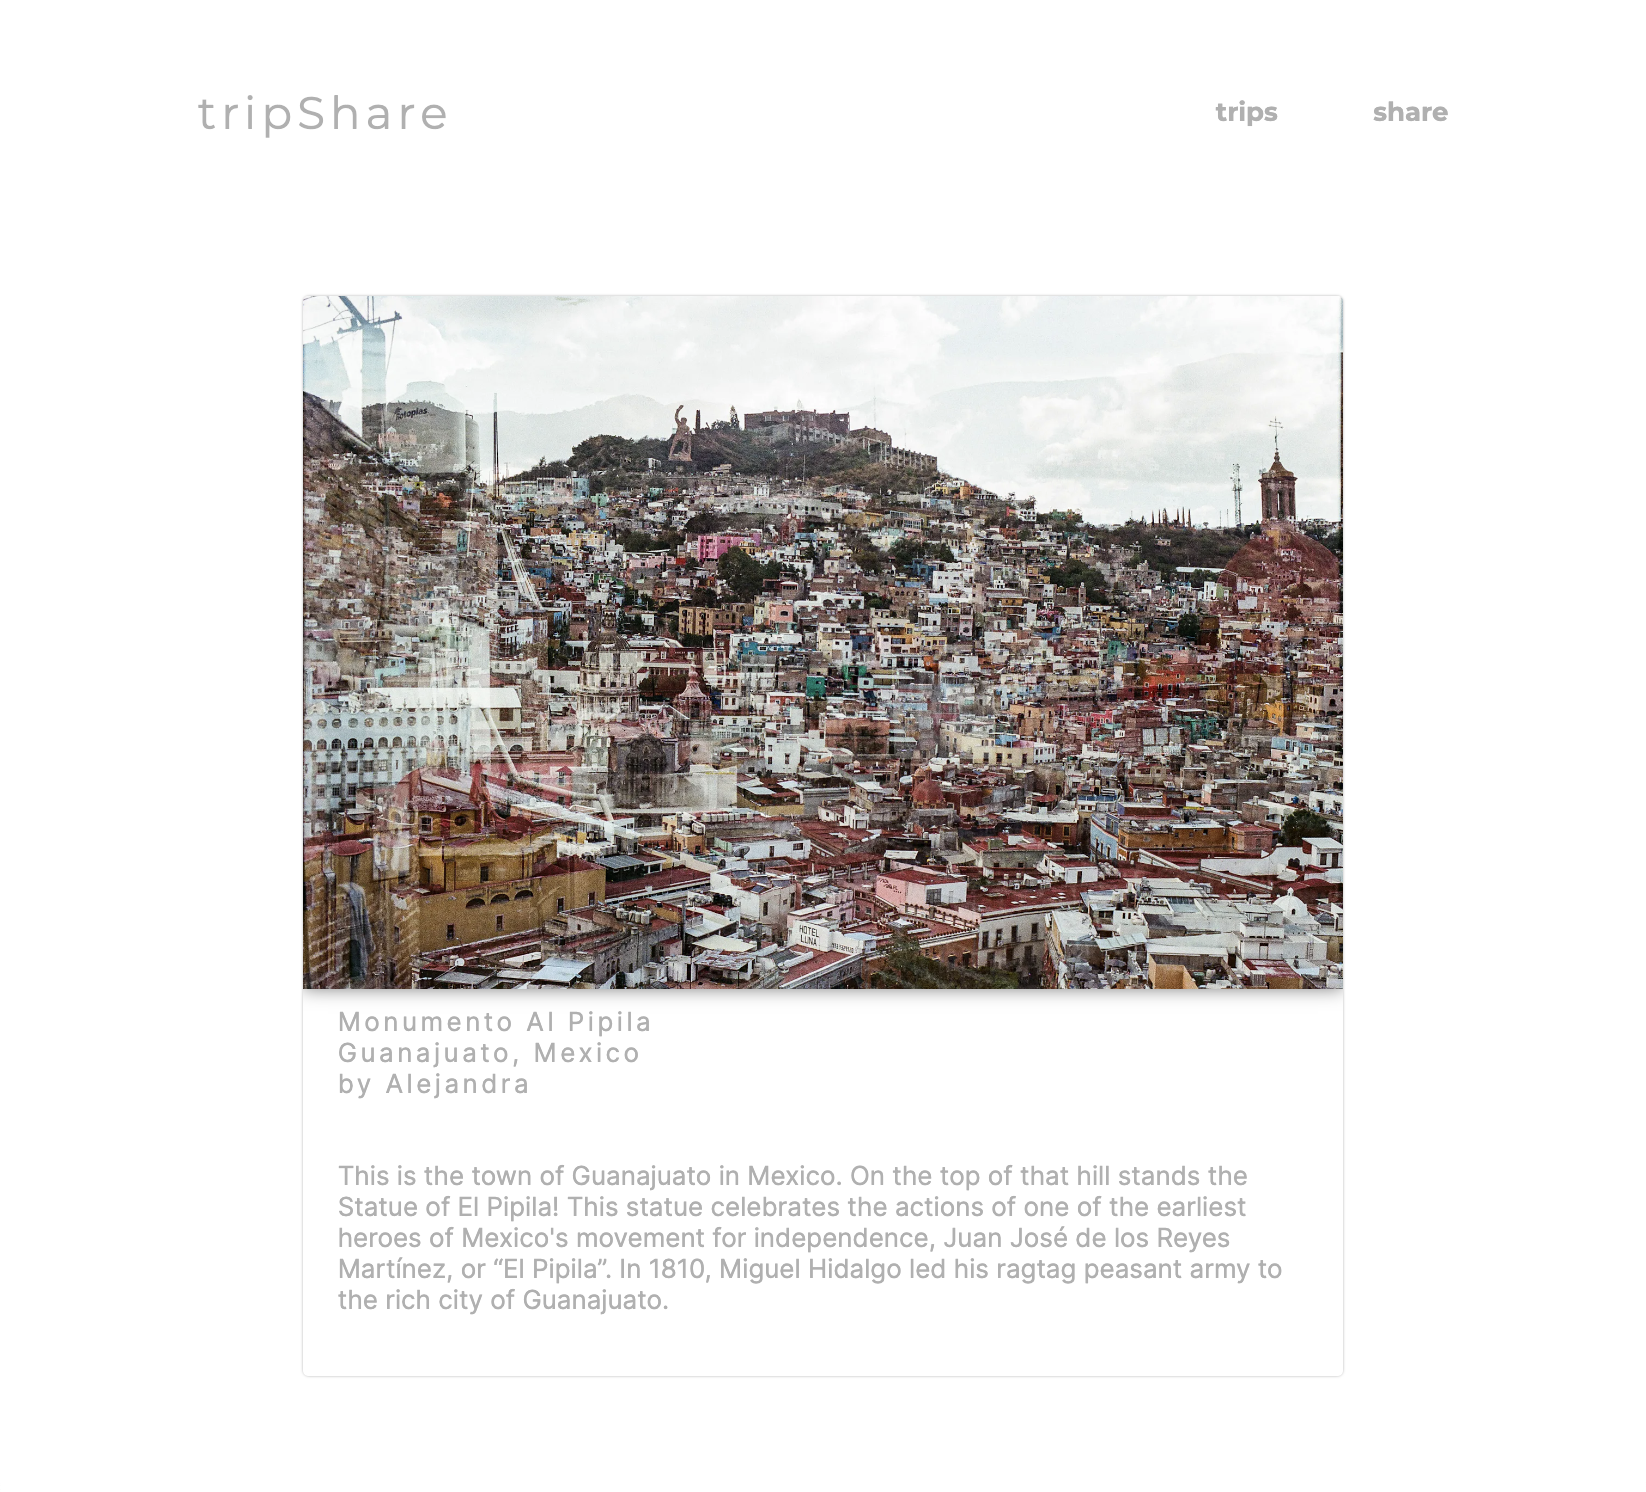 tripShare
trips
share
rotoplas
HOTEL
LUNA
Monumento Al Pipila
Guanajuato, Mexico
by Alejandra
This is the town of Guanajuato in Mexico. On the top of that hill stands the
Statue of El Pipila! This statue celebrates the actions of one of the earliest
heroes of Mexico's movement for independence, Juan José de los Reyes
Martínez, or “El Pipila”. In 1810, Miguel Hidalgo led his ragtag peasant army to
the rich city of Guanajuato.